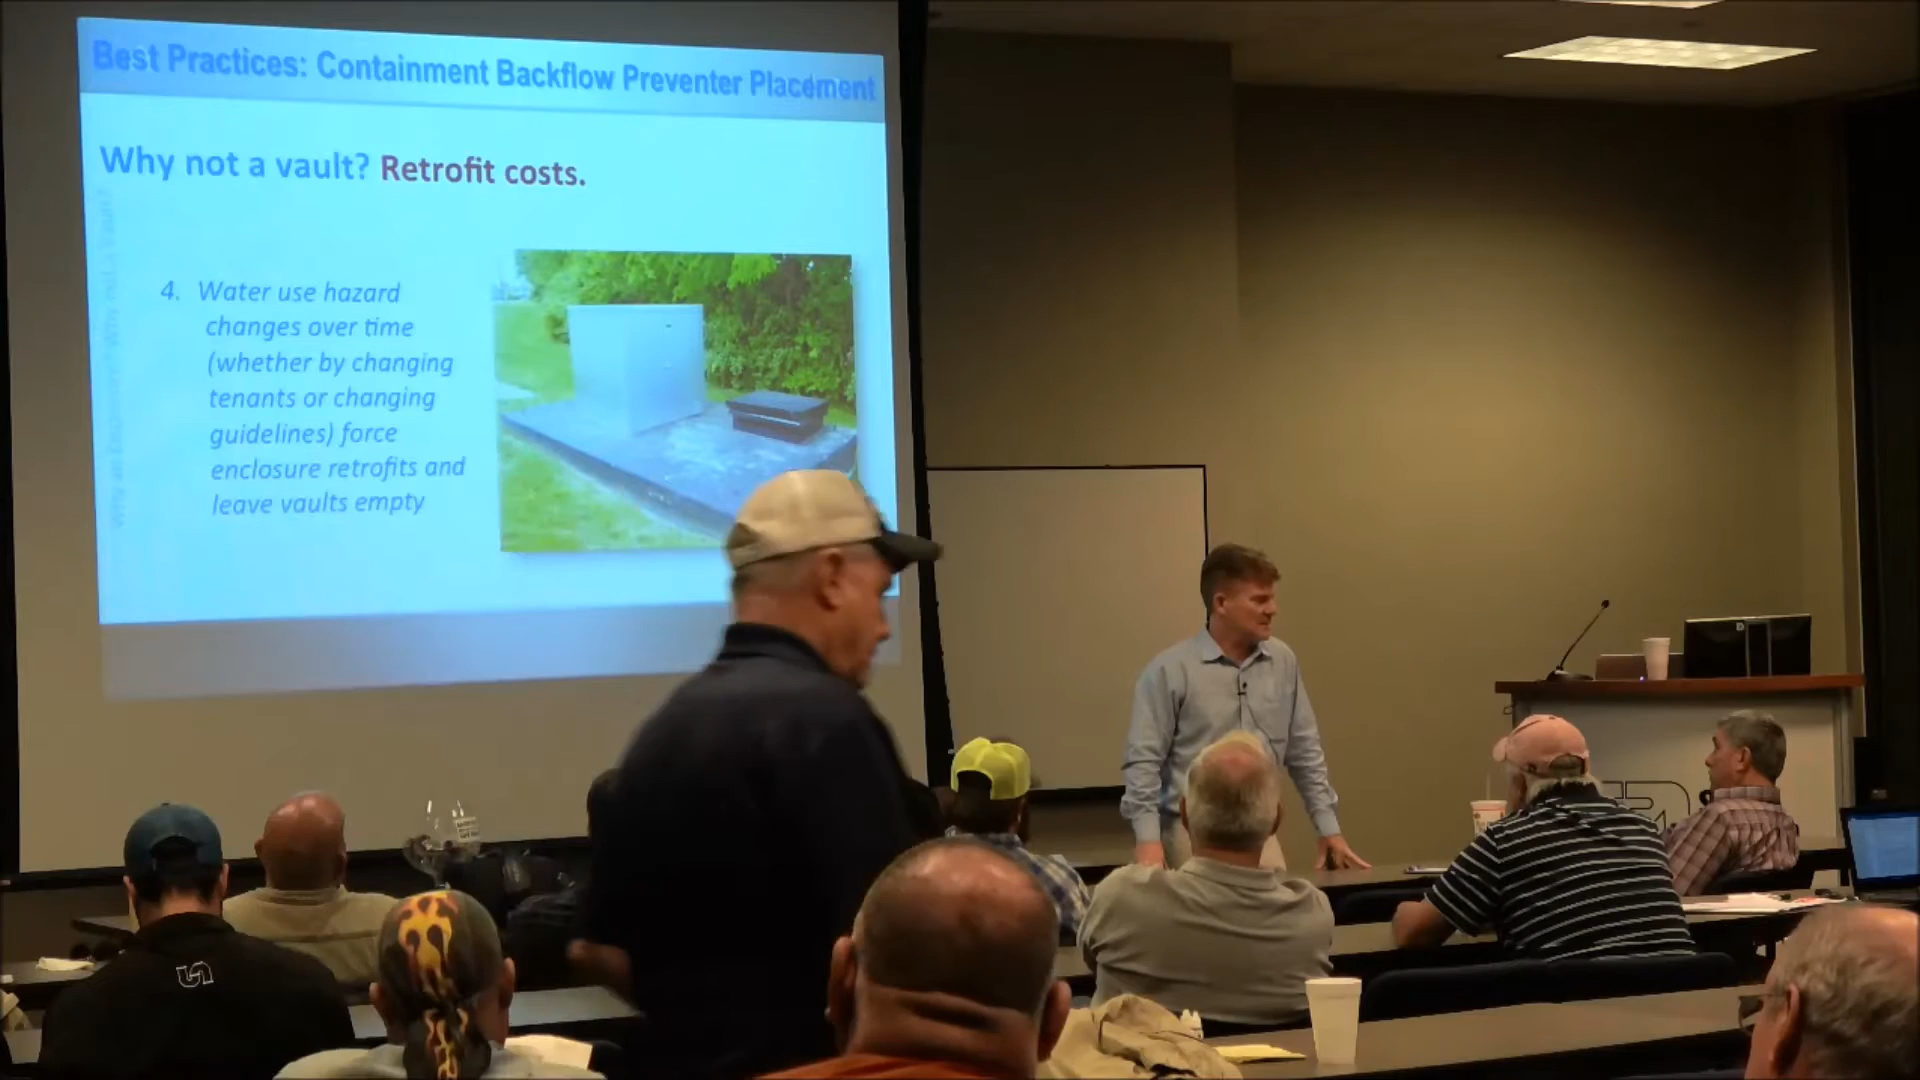 Best Practices: Containment Backflow Preventer Placement
Why not a vault? Retrofit costs.
4. Water use hazard
changes over time
(whether by changing
tenants or changing
guidelines) force
enclosure retrofits and
leave vaults empty